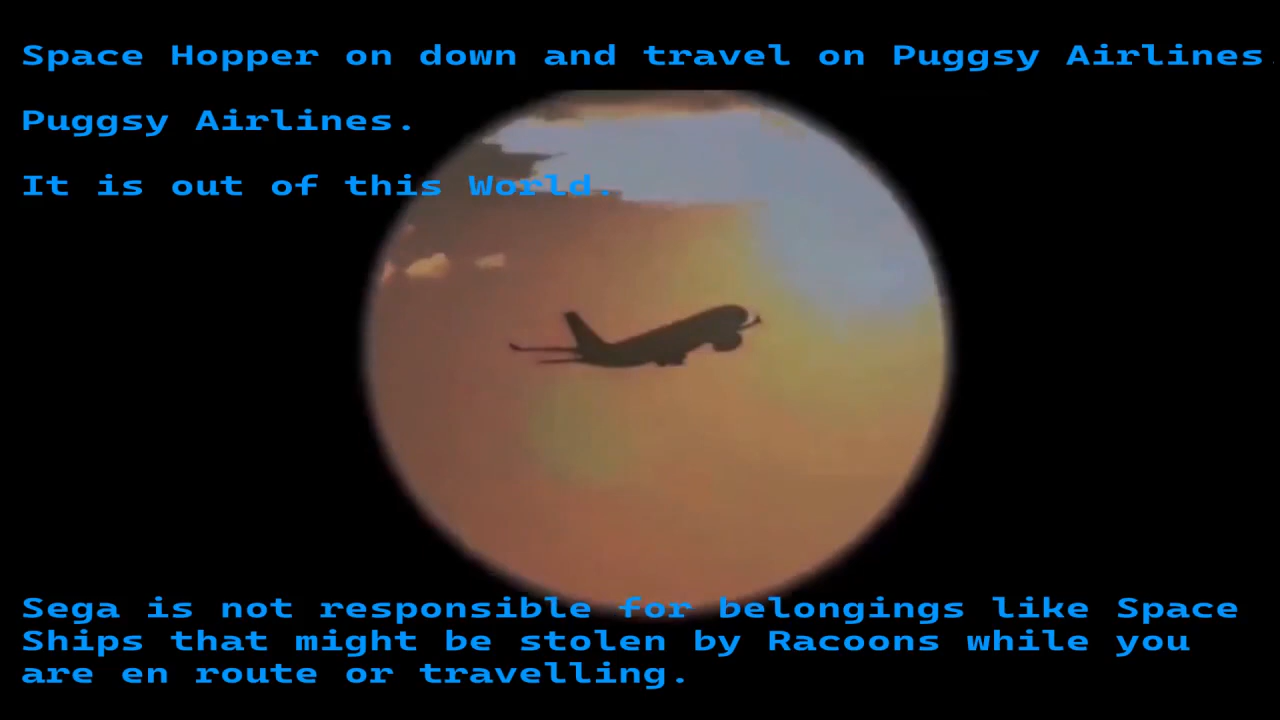 Space Hopper on down and travel on Puggsy Airlines.
Puggsy Airlines.
It is out of this World.
Sega is not responsible for belongings like Space
Ships that might be stolen by Racoons while you
are en route or travelling.